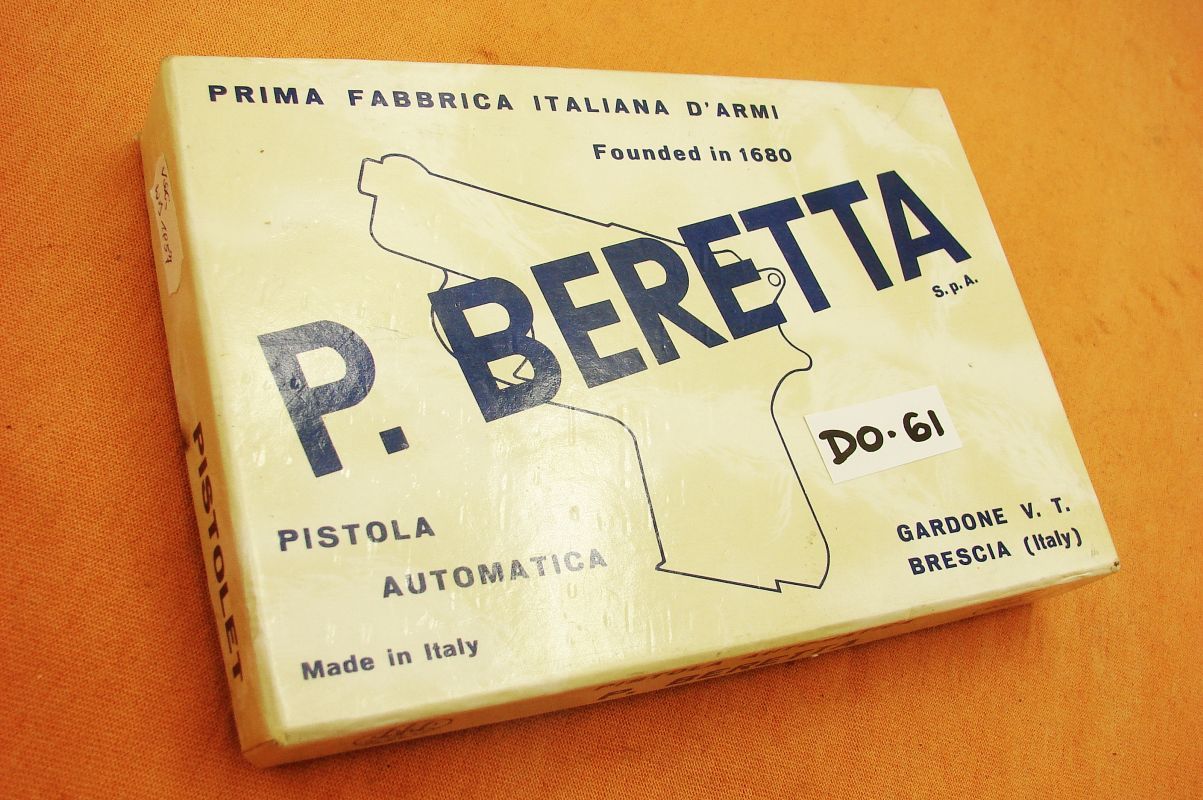 PRIMA FABBRICA ITALIANA D'ARMI
Founded in 1680
P. BERETTA
S.p.A.
DO·61
PISTOLA
AUTOMATICA
GARDONE V. T.
BRESCIA (Italy)
Made in Italy
PISTOLET
P. BERETTA